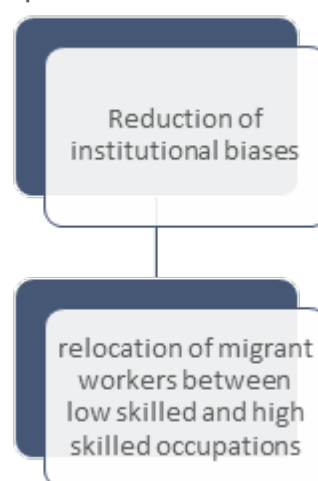 Reduction of
institutional biases
relocation of migrant
workers between
low skilled and high
skilled occupations